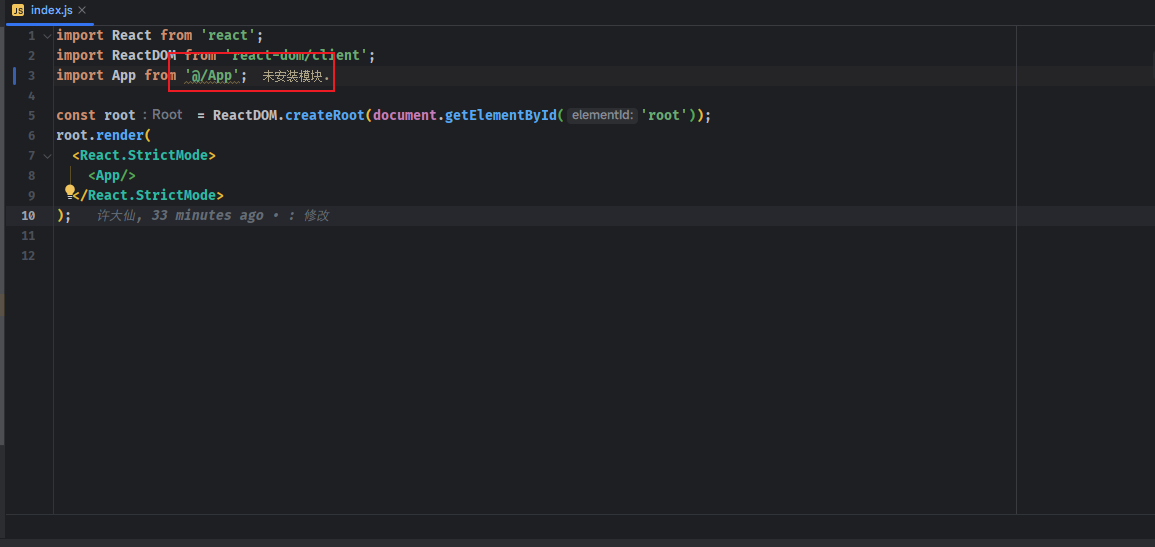 JS index.js
1 import React from 'react';
2 import ReactDOM from 'react-dom/client';
3 import App from '@/App'; 未安装模块.
4
5 const root : Root = ReactDOM.createRoot(document.getElementById( elementId: 'root'));
6 root.render(
7 <React.StrictMode>
8 <App/>
9 </React.StrictMode>
10 ); 许大仙, 33 minutes ago • : 修改
11
12